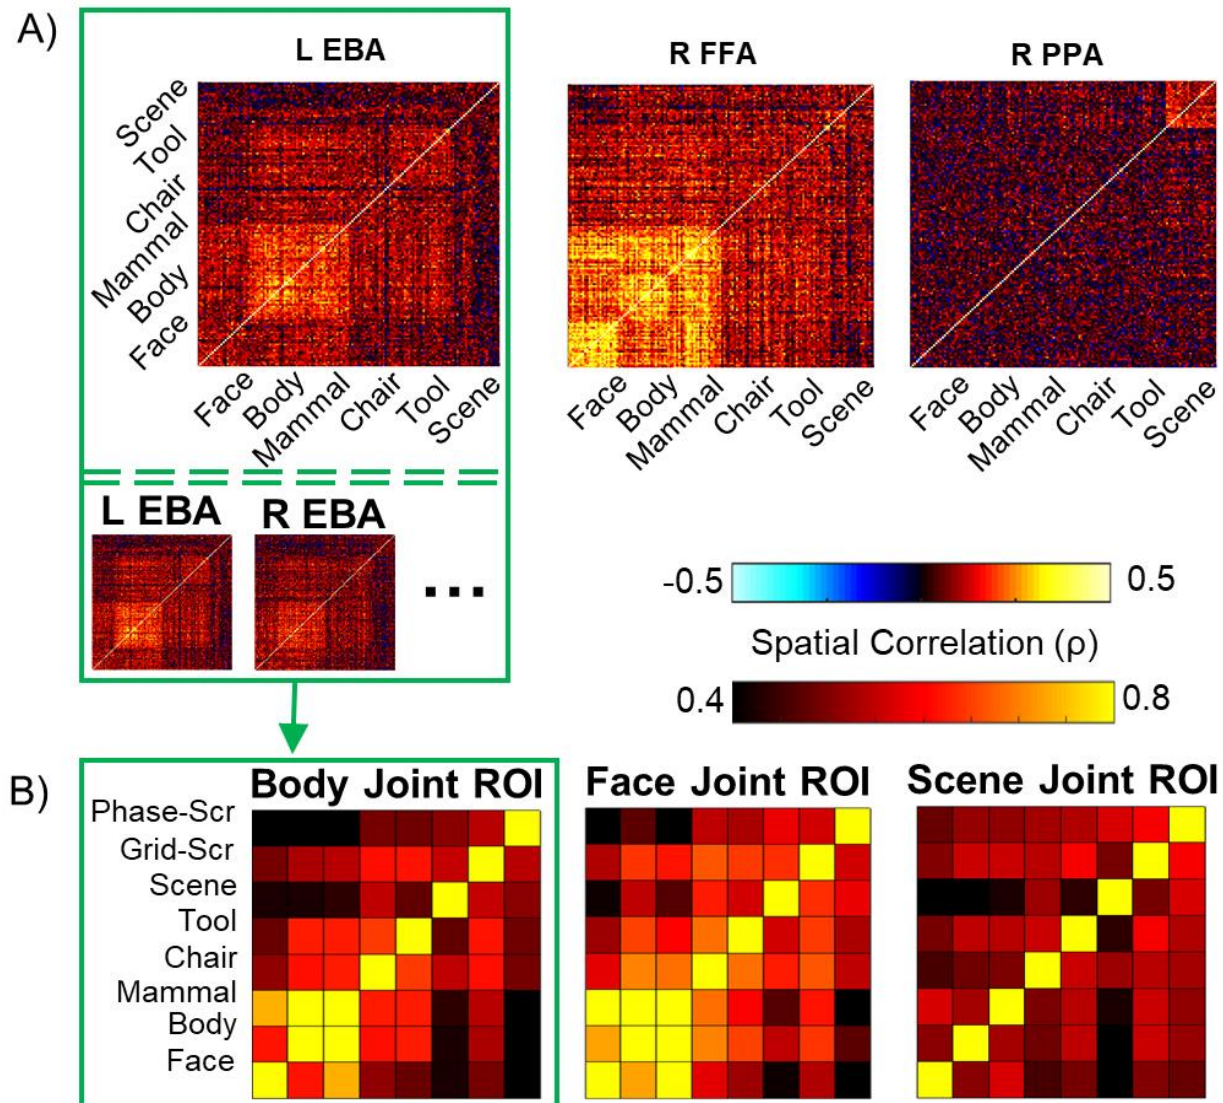 A)
L EBA
R FFA
R PPA
Scene
Tool
Chair
Mammal
Body
Face
Face
Body
Mammal
Chair
Tool
Scene
Face
Body
Mammal
Chair
Tool
Scene
Face
Body
Mammal
Chair
Tool
Scene
L EBA
R EBA
...
-0.5
0.5
Spatial Correlation (ρ)
0.4
0.8
B)
Body Joint ROI
Face Joint ROI
Scene Joint ROI
Phase-Scr
Grid-Scr
Scene
Tool
Chair
Mammal
Body
Face